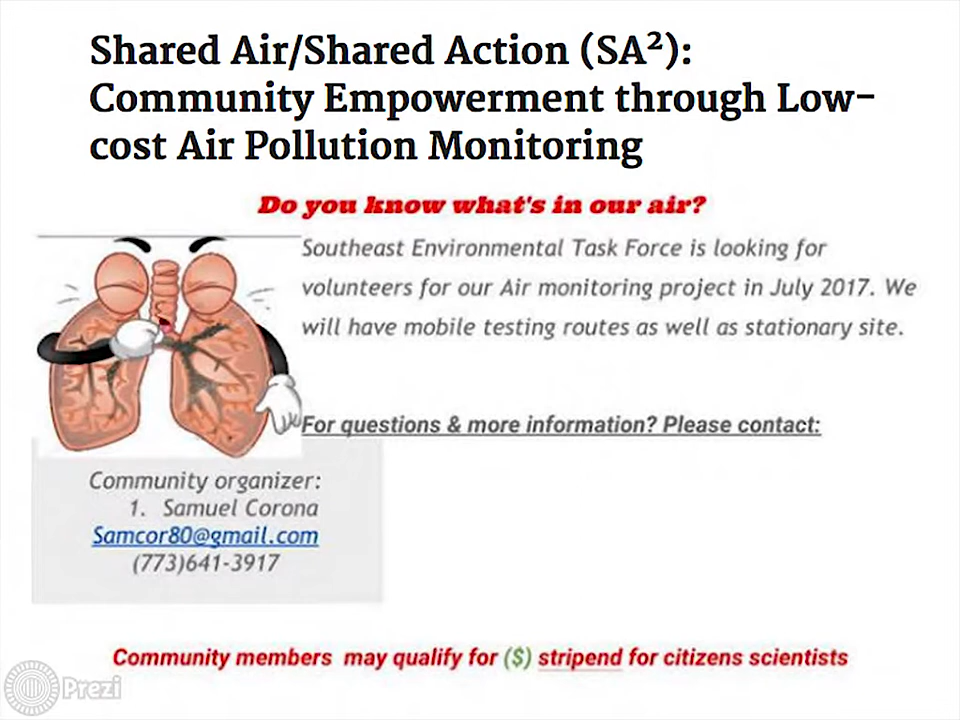 Shared Air/Shared Action (SA²):
Community Empowerment through Low-
cost Air Pollution Monitoring
Do you know what's in our air?
Southeast Environmental Task Force is looking for
volunteers for our Air monitoring project in July 2017. We
will have mobile testing routes as well as stationary site.
For questions & more information? Please contact:
Community organizer:
1. Samuel Corona
Samcor80@gmail.com
(773)641-3917
Community members may qualify for ($) stripend for citizens scientists
Prezi